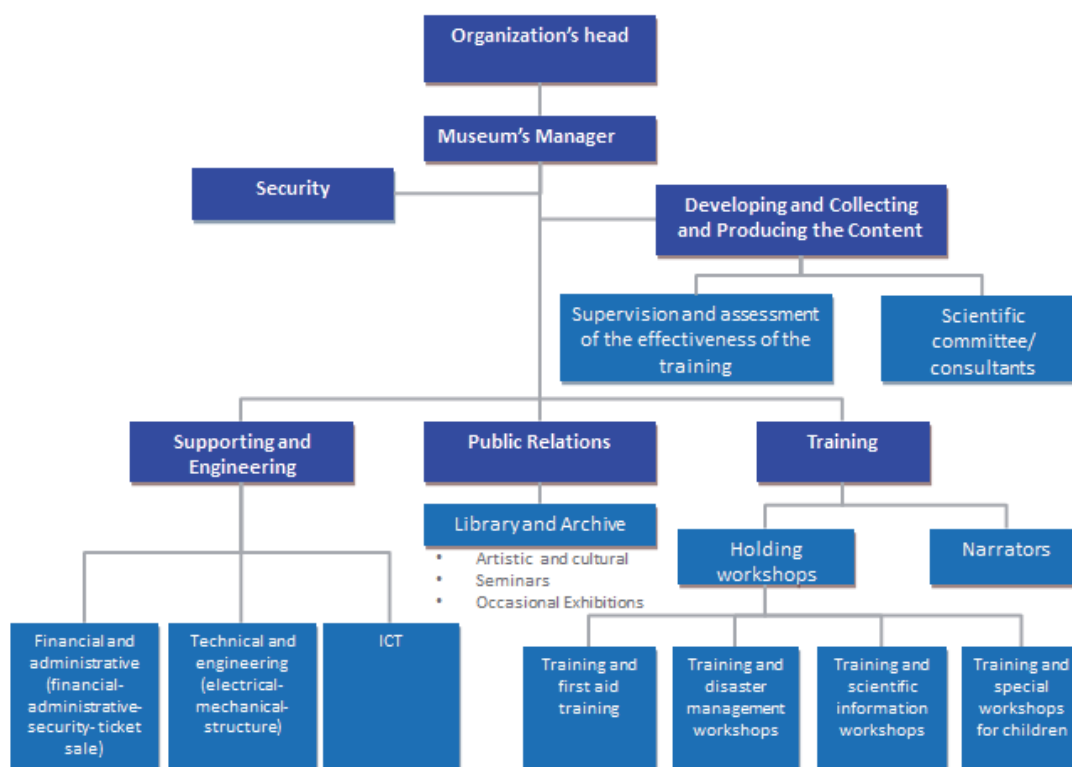 Organization's head
Museum's Manager
Security
Developing and Collecting
and Producing the Content
Supervision and assessment
of the effectiveness of the
training
Scientific
committee/
consultants
Supporting and
Engineering
Public Relations
Training
Library and Archive
• Artistic and cultural
• Seminars
• Occasional Exhibitions
Holding
workshops
Narrators
Financial and
administrative
(financial-
administrative-
security- ticket
sale)
Technical and
engineering
(electrical-
mechanical-
structure)
ICT
Training and
first aid
training
Training and
disaster
management
workshops
Training and
scientific
information
workshops
Training and
special
workshops
for children